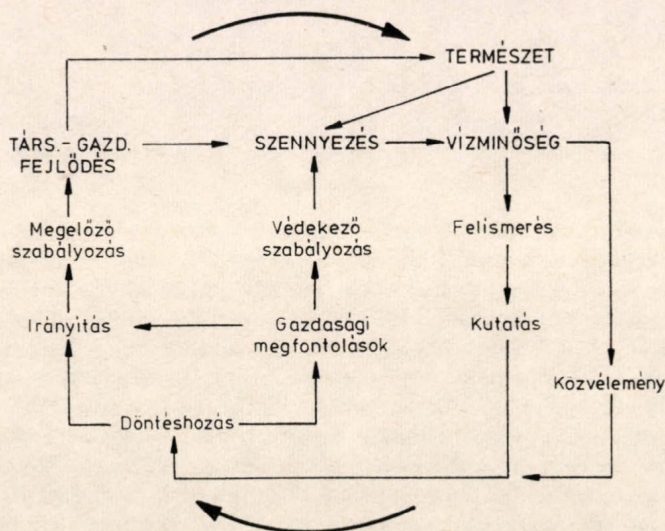 TERMÉSZET
TÁRS.-GAZD.
FEJLŐDÉS
SZENNYEZÉS
VÍZMINŐSÉG
Megelőző
szabályozás
Védekező
szabályozás
Felismerés
Irányítás
Gazdasági
megfontolások
Kutatás
Közvélemény
Döntéshozás